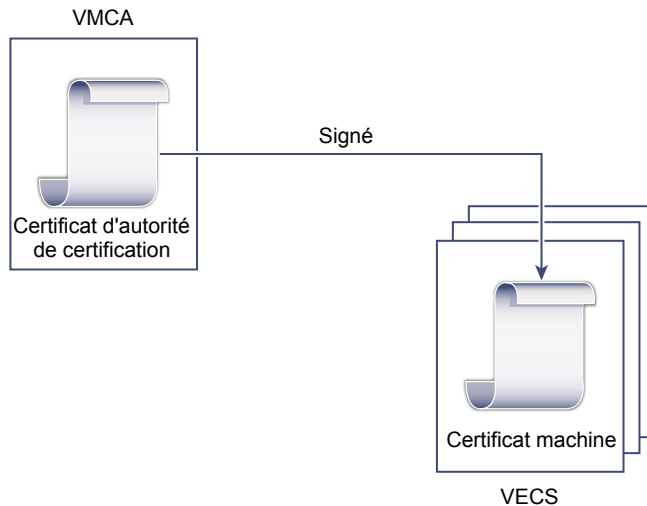 VMCA
Certificat d'autorité
de certification
Signé
Certificat machine
VECS